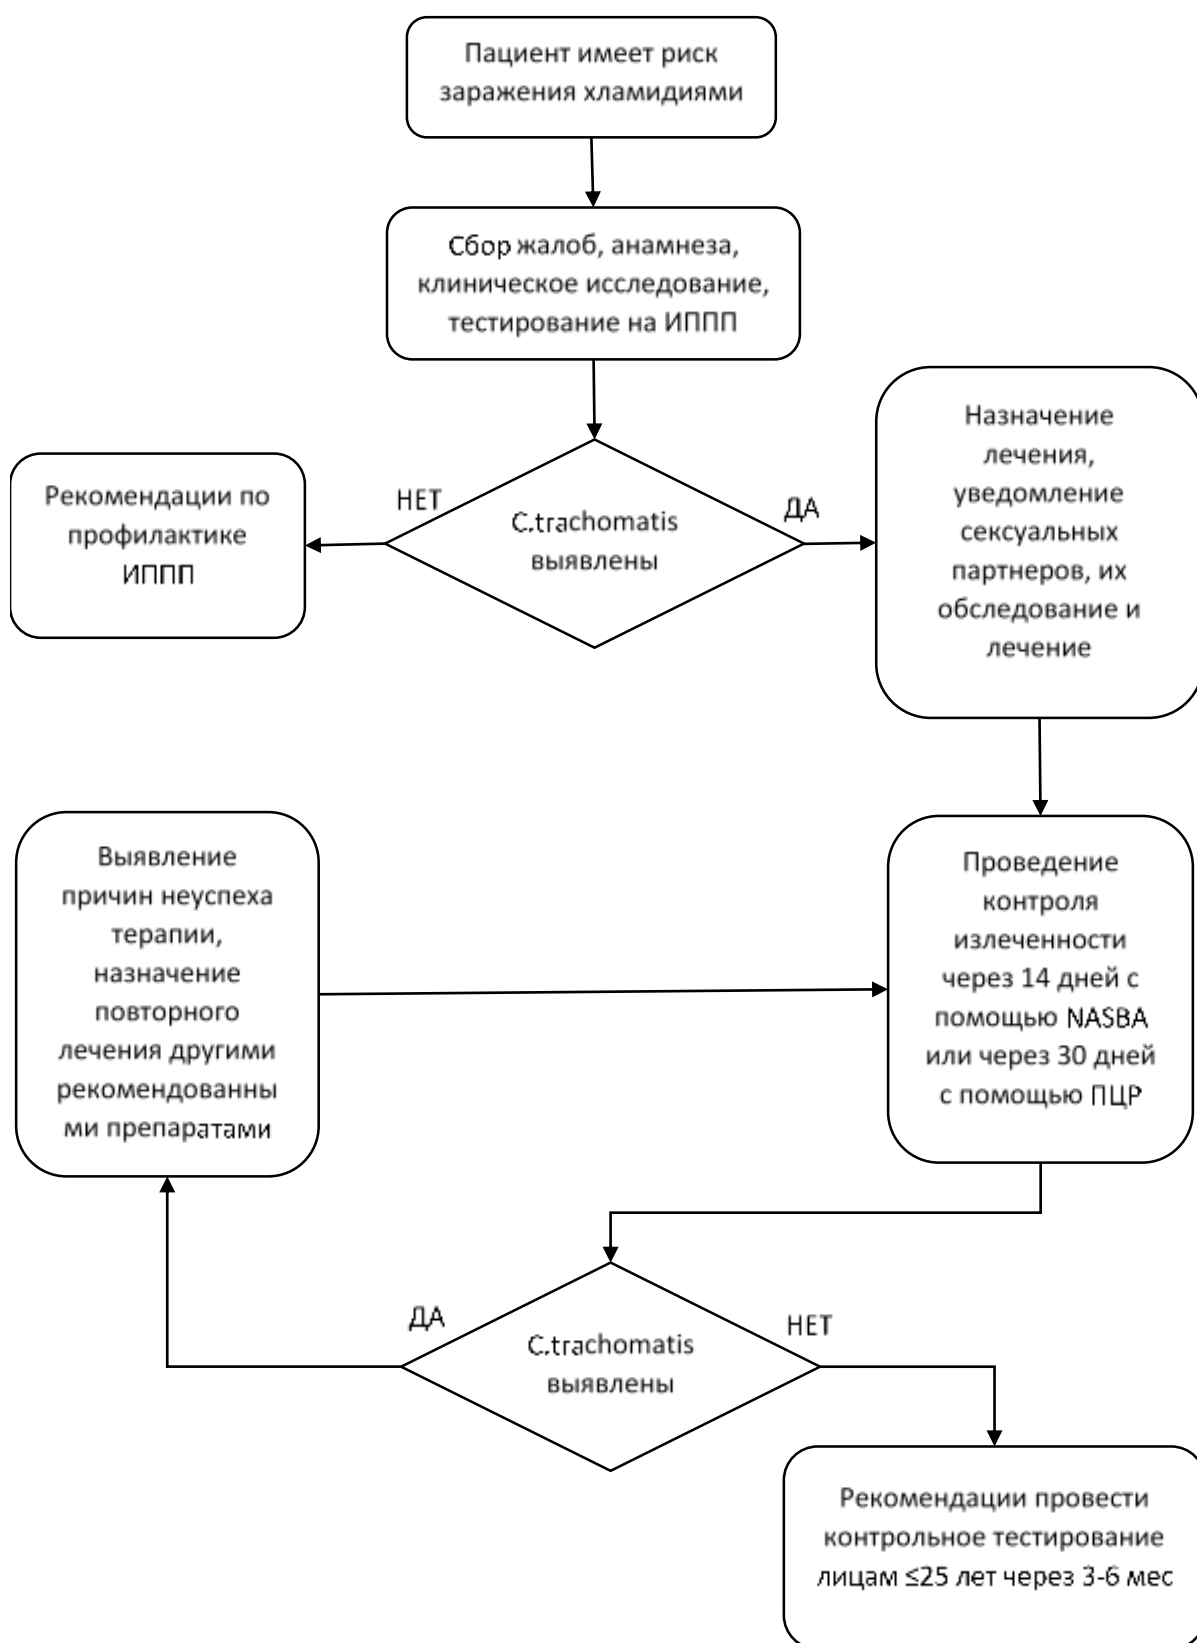 Пациент имеет риск
заражения хламидиями
Сбор жалоб, анамнеза,
клиническое исследование,
тестирование на ИППП
НЕТ
C.trachomatis
выявлены
ДА
Рекомендации по
профилактике
ИППП
Назначение
лечения,
уведомление
сексуальных
партнеров, их
обследование и
лечение
Проведение
контроля
излеченности
через 14 дней с
помощью NASBA
или через 30 дней
с помощью ПЦР
Выявление
причин неуспеха
терапии,
назначение
повторного
лечения другими
рекомендованны
ми препаратами
ДА
C.trachomatis
выявлены
НЕТ
Рекомендации провести
контрольное тестирование
лицам ≤25 лет через 3-6 мес